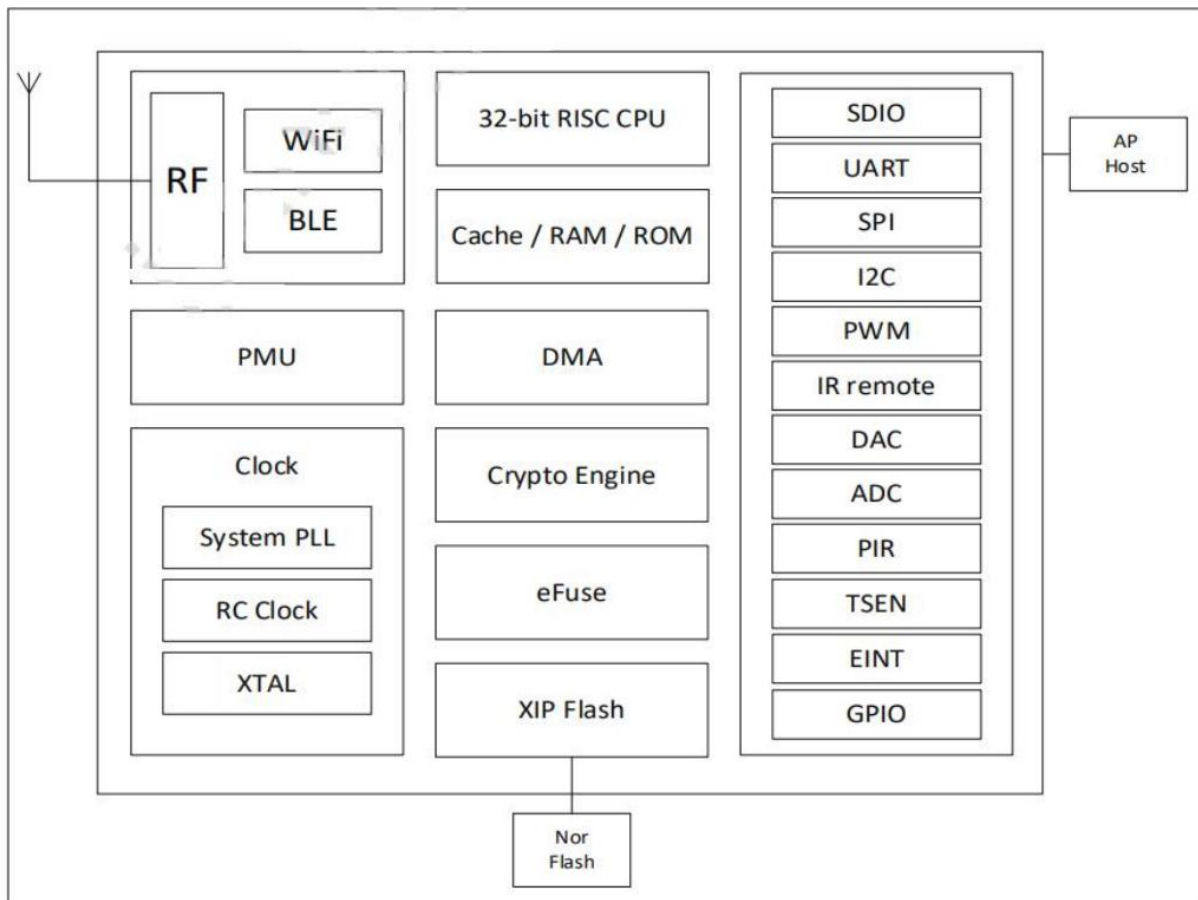 RF
WiFi
BLE
PMU
Clock
System PLL
RC Clock
XTAL
32-bit RISC CPU
Cache / RAM / ROM
DMA
Crypto Engine
eFuse
XIP Flash
SDIO
UART
SPI
I2C
PWM
IR remote
DAC
ADC
PIR
TSEN
EINT
GPIO
AP
Host
Nor
Flash